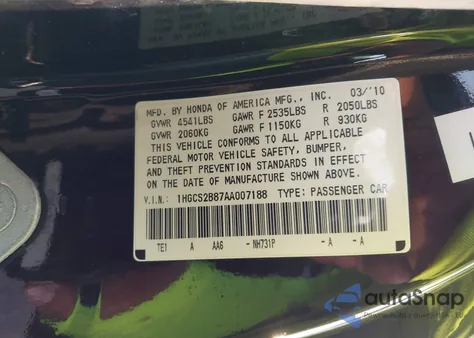 MFD. BY HONDA OF AMERICA MFG., INC. 03/'10
GVWR 4541LBS GAWR F 2535LBS R 2050LBS
GVWR 2060KG GAWR F 1150KG R 930KG
THIS VEHICLE CONFORMS TO ALL APPLICABLE
FEDERAL MOTOR VEHICLE SAFETY, BUMPER,
AND THEFT PREVENTION STANDARDS IN EFFECT
ON THE DATE OF MANUFACTURE SHOWN ABOVE.
V.I.N.: 1HGCS2B87AA007188 TYPE: PASSENGER CAR
TE1 A AA6 -NH731P -A -A
autoSnap